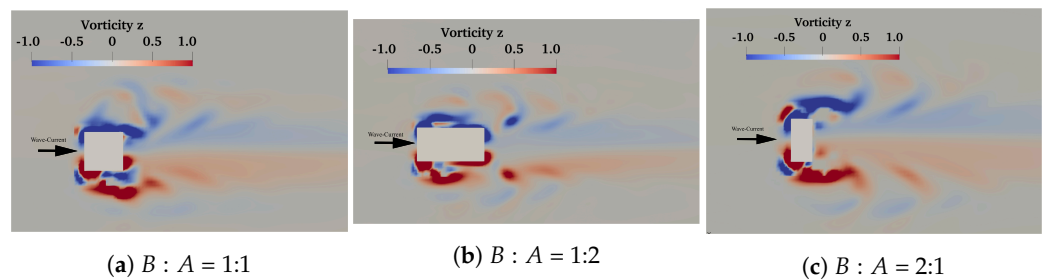 Vorticity z
-1.0 -0.5 0 0.5 1.0
Wave-Current
(a) B : A = 1:1
Vorticity z
-1.0 -0.5 0 0.5 1.0
Wave-Current
(b) B : A = 1:2
Vorticity z
-1.0 -0.5 0 0.5 1.0
Wave-Current
(c) B : A = 2:1